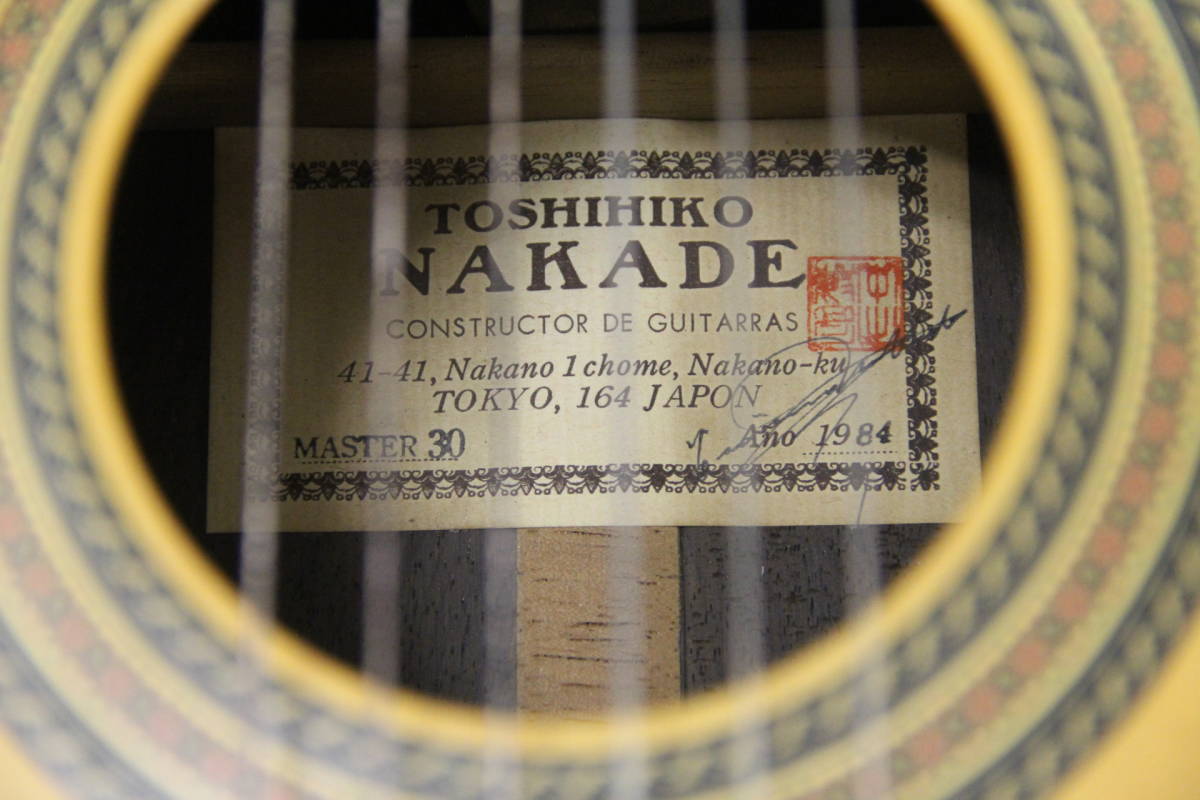 TOSHIHIKO
NAKADE
CONSTRUCTOR DE GUITARRAS
41-41, Nakano 1 chome, Nakano-ku
TOKYO, 164 JAPON
MASTER 30
Año 1984